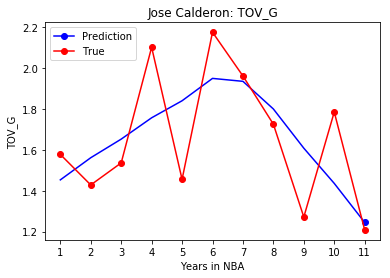 Jose Calderon: TOV_G
Prediction
True
TOV_G
2.2
2.0
1.8
1.6
1.4
1.2
1 2 3 4 5 6 7 8 9 10 11
Years in NBA